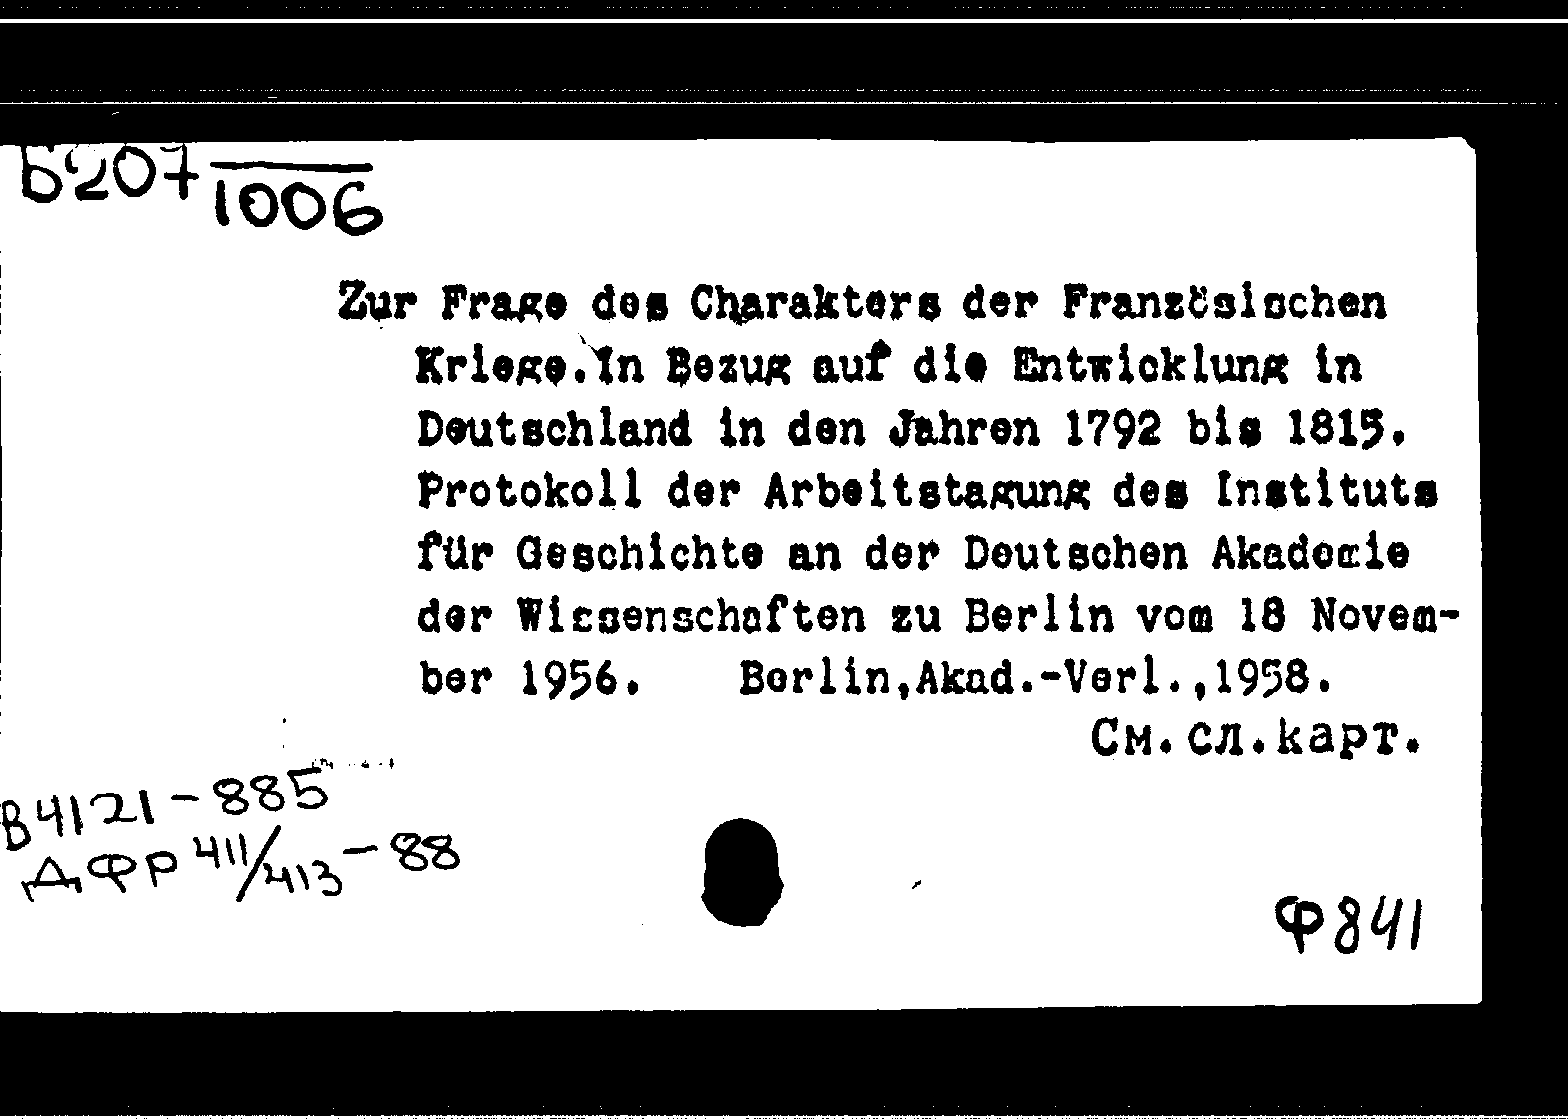 Б207
1006
Zur Frage des Charakters der Französischen
Kriege. In Bezug auf die Entwicklung in
Deutschland in den Jahren 1792 bis 1815.
Protokoll der Arbeitstagung des Instituts
für Geschichte an der Deutschen Akademie
der Wissenschaften zu Berlin vom 18 Novem-
ber 1956. Berlin,Akad.-Verl.,1958.
См.сл.карт.
В4121-885
ДФР 411/413-88
Ф841